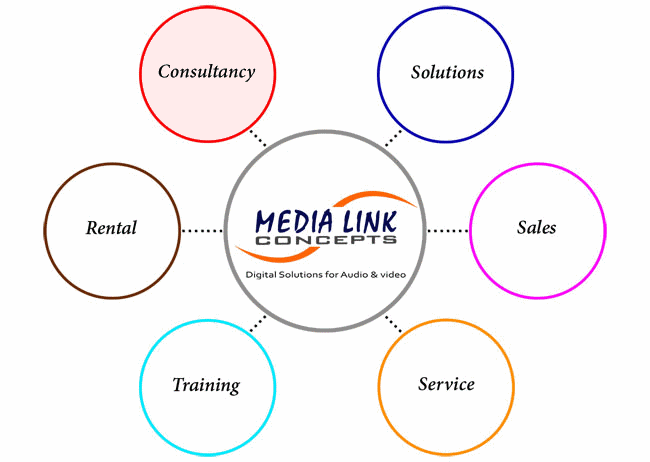 Consultancy
Solutions
Rental
MEDIA LINK
CONCEPTS
Digital Solutions for Audio & video
Sales
Training
Service